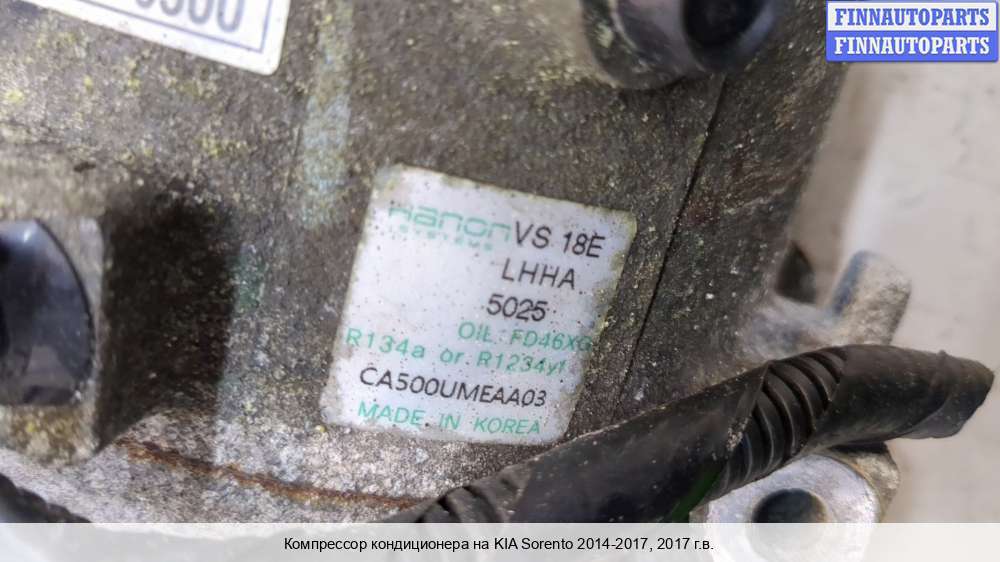 FINNAUTOPARTS
FINNAUTOPARTS
hanon VS 18E
SYSTEMS
LHHA
5025
OIL: FD46XG
R134a or R1234yf
CA500UMEAA03
MADE IN KOREA
Компрессор кондиционера на KIA Sorento 2014-2017, 2017 г.в.